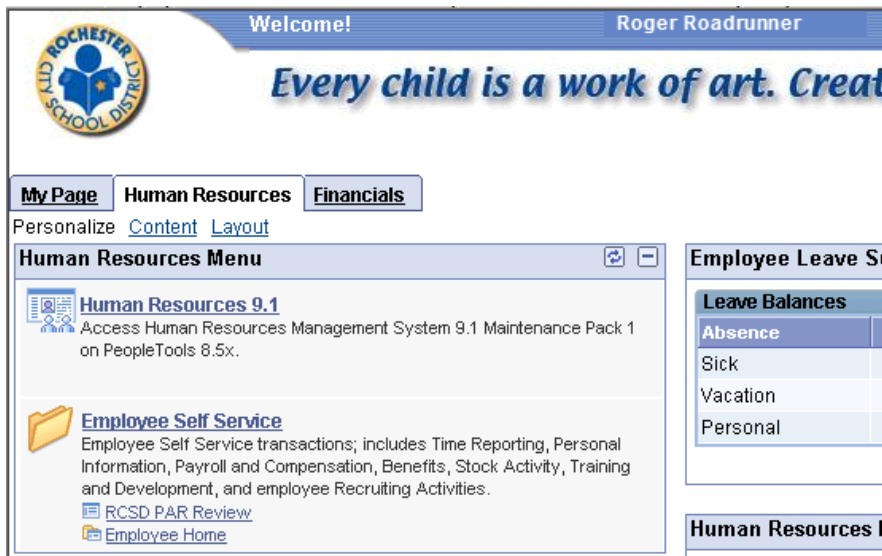 ROCHESTER
CITY SCHOOL DISTRICT
Welcome!
Roger Roadrunner
Every child is a work of art. Creat
My Page
Human Resources
Financials
Personalize Content Layout
Human Resources Menu
Human Resources 9.1
Access Human Resources Management System 9.1 Maintenance Pack 1
on PeopleTools 8.5x.
Employee Self Service
Employee Self Service transactions; includes Time Reporting, Personal
Information, Payroll and Compensation, Benefits, Stock Activity, Training
and Development, and employee Recruiting Activities.
RCSD PAR Review
Employee Home
Employee Leave S
Leave Balances
Absence
Sick
Vacation
Personal
Human Resources